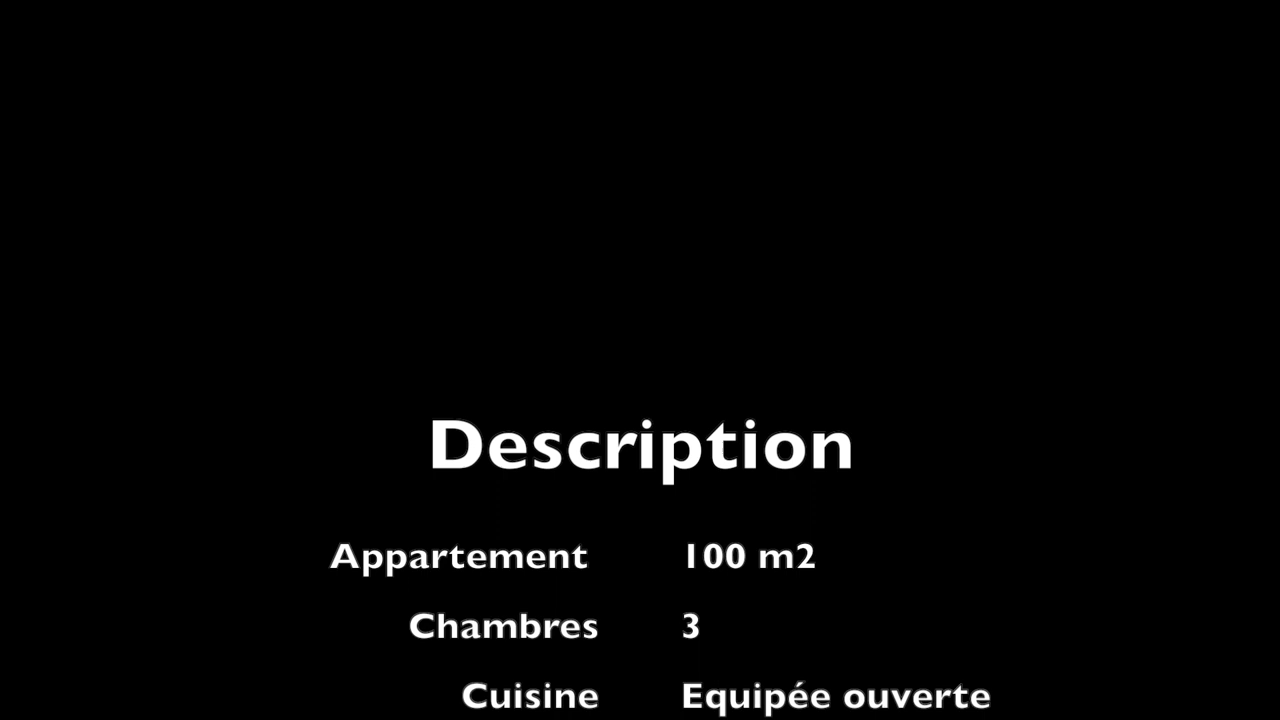 Description
Appartement 100 m2
Chambres 3
Cuisine Equipée ouverte